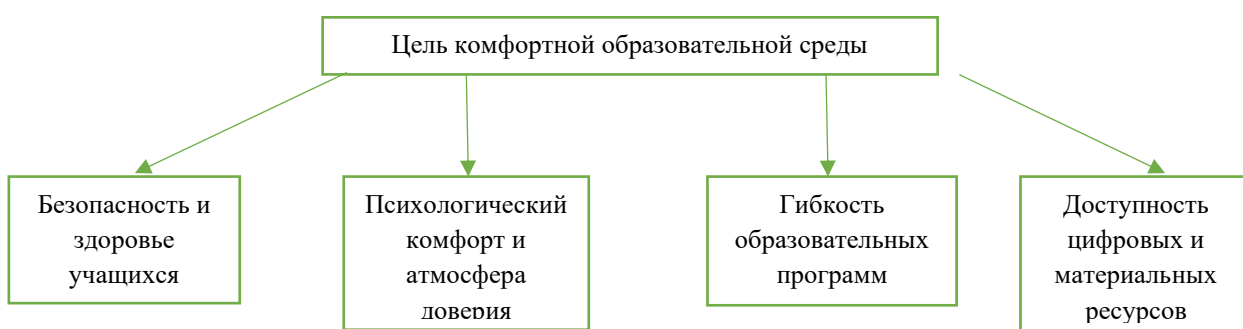 Цель комфортной образовательной среды
Безопасность и
здоровье
учащихся
Психологический
комфорт и
атмосфера
доверия
Гибкость
образовательных
программ
Доступность
цифровых и
материальных
ресурсов